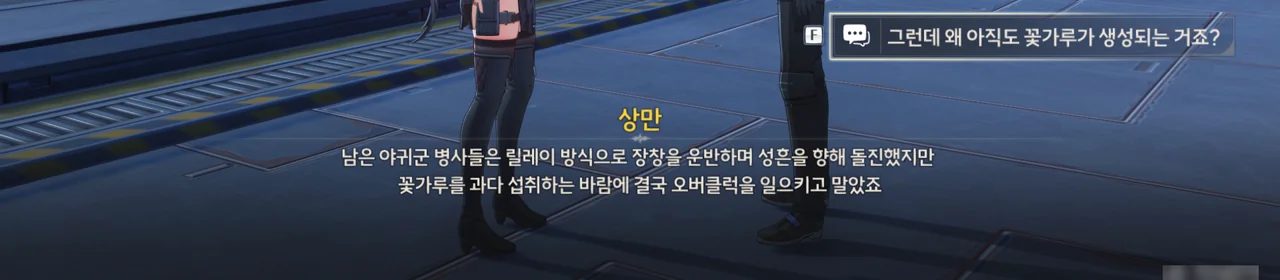 F 그런데 왜 아직도 꽃가루가 생성되는 거죠?
상만
남은 야귀군 병사들은 릴레이 방식으로 장창을 운반하며 성흔을 향해 돌진했지만
꽃가루를 과다 섭취하는 바람에 결국 오버클럭을 일으키고 말았죠